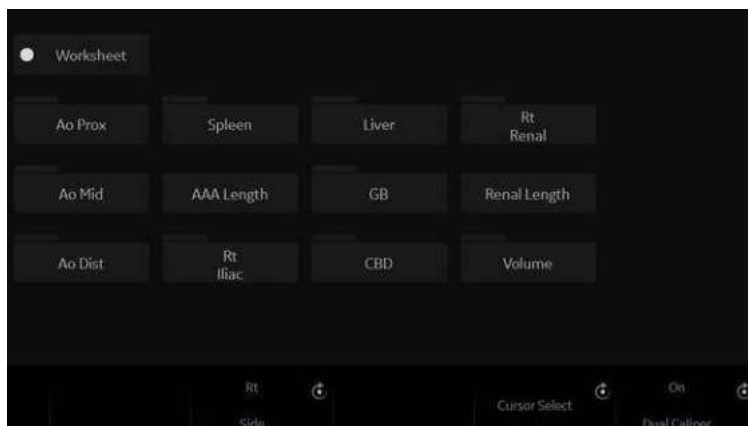 Worksheet
Ao Prox
Spleen
Liver
Rt
Renal
Ao Mid
AAA Length
GB
Renal Length
Ao Dist
Rt
Iliac
CBD
Volume
Rt
Side
Cursor Select
On
Dual Caliper